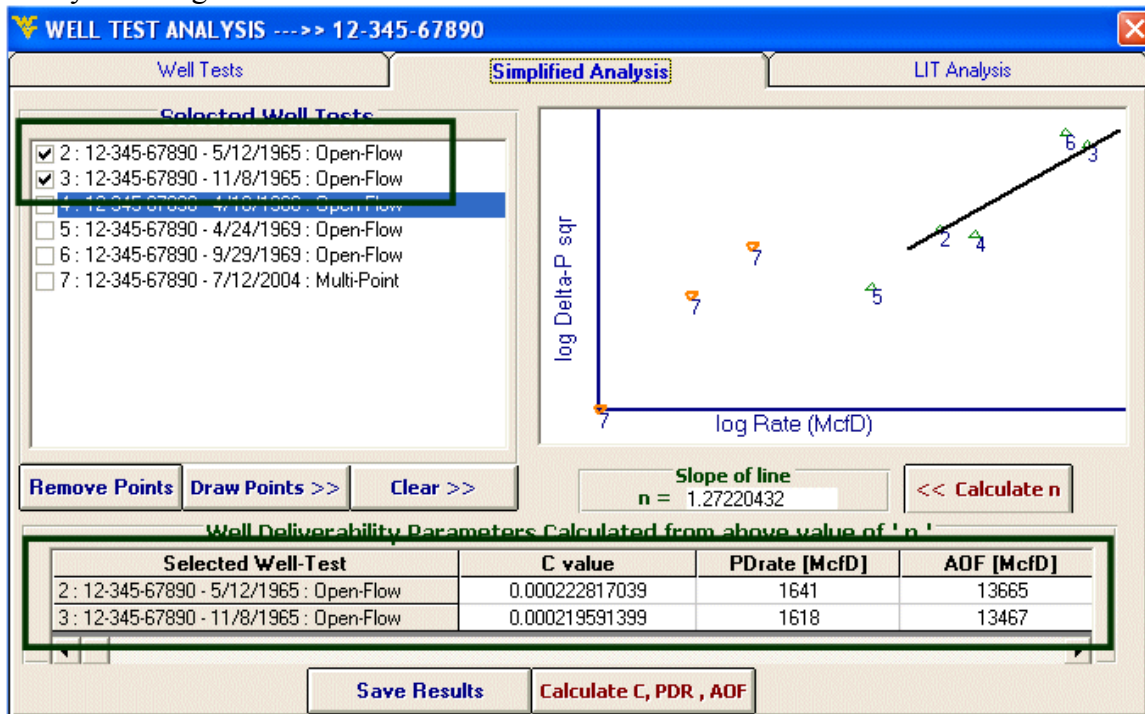 WELL TEST ANALYSIS --->> 12-345-67890
Well Tests
Simplified Analysis
LIT Analysis
Selected Well Tests
2 : 12-345-67890 - 5/12/1965 : Open-Flow
3 : 12-345-67890 - 11/8/1965 : Open-Flow
5 : 12-345-67890 - 4/24/1969 : Open-Flow
6 : 12-345-67890 - 9/29/1969 : Open-Flow
7 : 12-345-67890 - 7/12/2004 : Multi-Point
log Delta-P sqr
6
3
2
4
7
5
7
7
log Rate (McfD)
Remove Points Draw Points >> Clear >>
Slope of line
n = 1.27220432
<< Calculate n
Well Deliverability Parameters Calculated from above value of ' n '
Selected Well-Test C value PDrate [McfD] AOF [McfD]
2 : 12-345-67890 - 5/12/1965 : Open-Flow 0.000222817039 1641 13665
3 : 12-345-67890 - 11/8/1965 : Open-Flow 0.000219591399 1618 13467
Save Results Calculate C, PDR , AOF